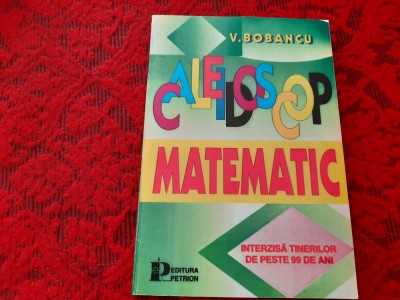 V. BOBANCU
CALEIDOSCOP
MATEMATIC
INTERZISĂ TINERILOR
DE PESTE 99 DE ANI
EDITURA
PETRION